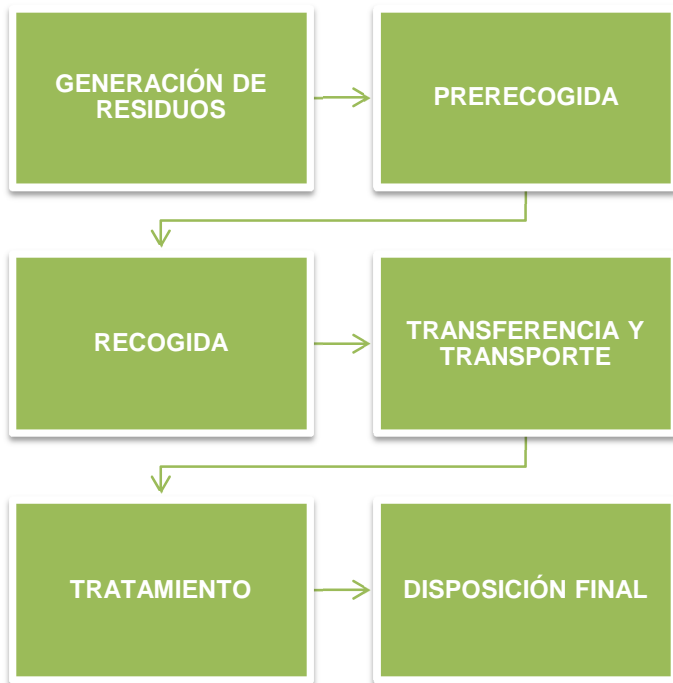 GENERACIÓN DE
RESIDUOS
PRERECOGIDA
RECOGIDA
TRANSFERENCIA Y
TRANSPORTE
TRATAMIENTO
DISPOSICIÓN FINAL